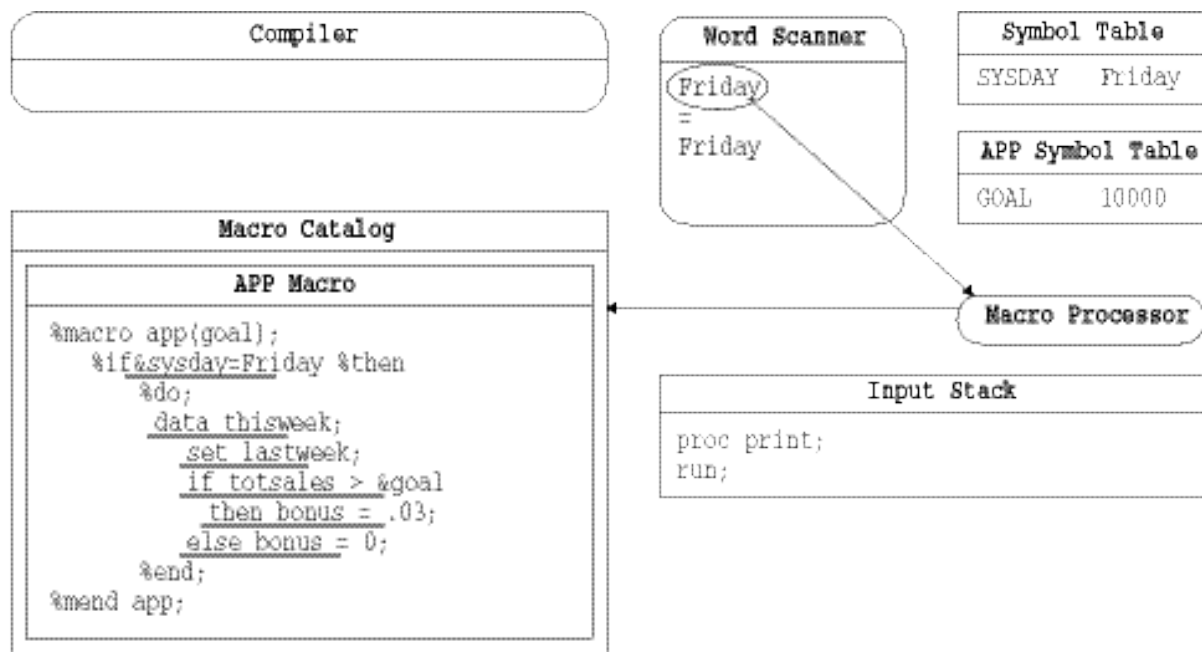 Compiler
Word Scanner
Friday
=
Friday
Symbol Table
SYSDAY Friday
APP Symbol Table
GOAL 10000
Macro Catalog
APP Macro
%macro app(goal);
%if&sysday=Friday %then
%do;
data thisweek;
set lastweek;
if totsales > &goal
then bonus = .03;
else bonus = 0;
%end;
%mend app;
Macro Processor
Input Stack
proc print;
run;